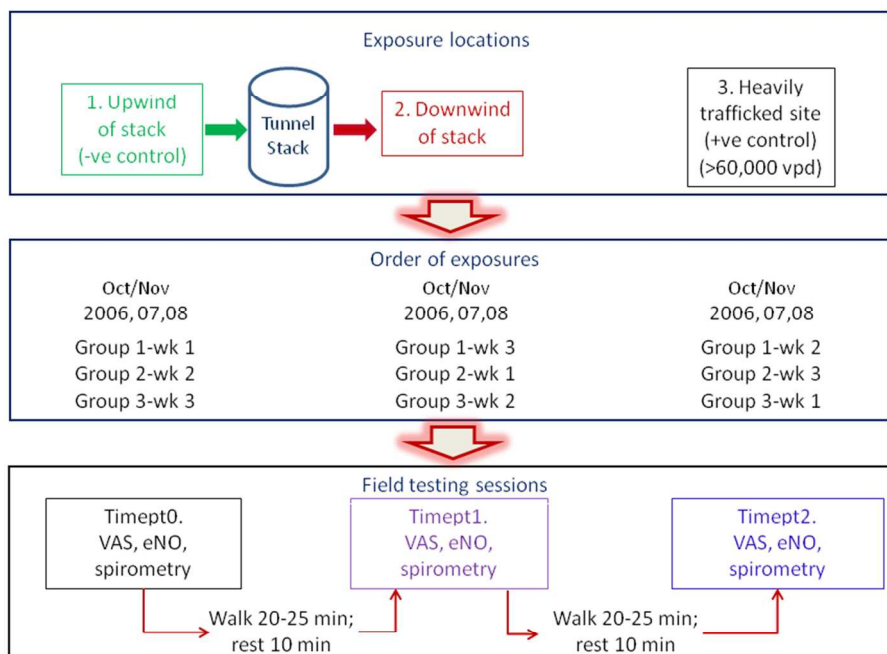 Exposure locations
1. Upwind
of stack
(-ve control)
Tunnel
Stack
2. Downwind
of stack
3. Heavily
trafficked site
(+ve control)
(>60,000 vpd)
Order of exposures
Oct/Nov
2006, 07,08
Group 1-wk 1
Group 2-wk 2
Group 3-wk 3
Oct/Nov
2006, 07,08
Group 1-wk 3
Group 2-wk 1
Group 3-wk 2
Oct/Nov
2006, 07,08
Group 1-wk 2
Group 2-wk 3
Group 3-wk 1
Field testing sessions
Timept0.
VAS, eNO,
spirometry
Timept1.
VAS, eNO,
spirometry
Timept2.
VAS, eNO,
spirometry
Walk 20-25 min;
rest 10 min
Walk 20-25 min;
rest 10 min